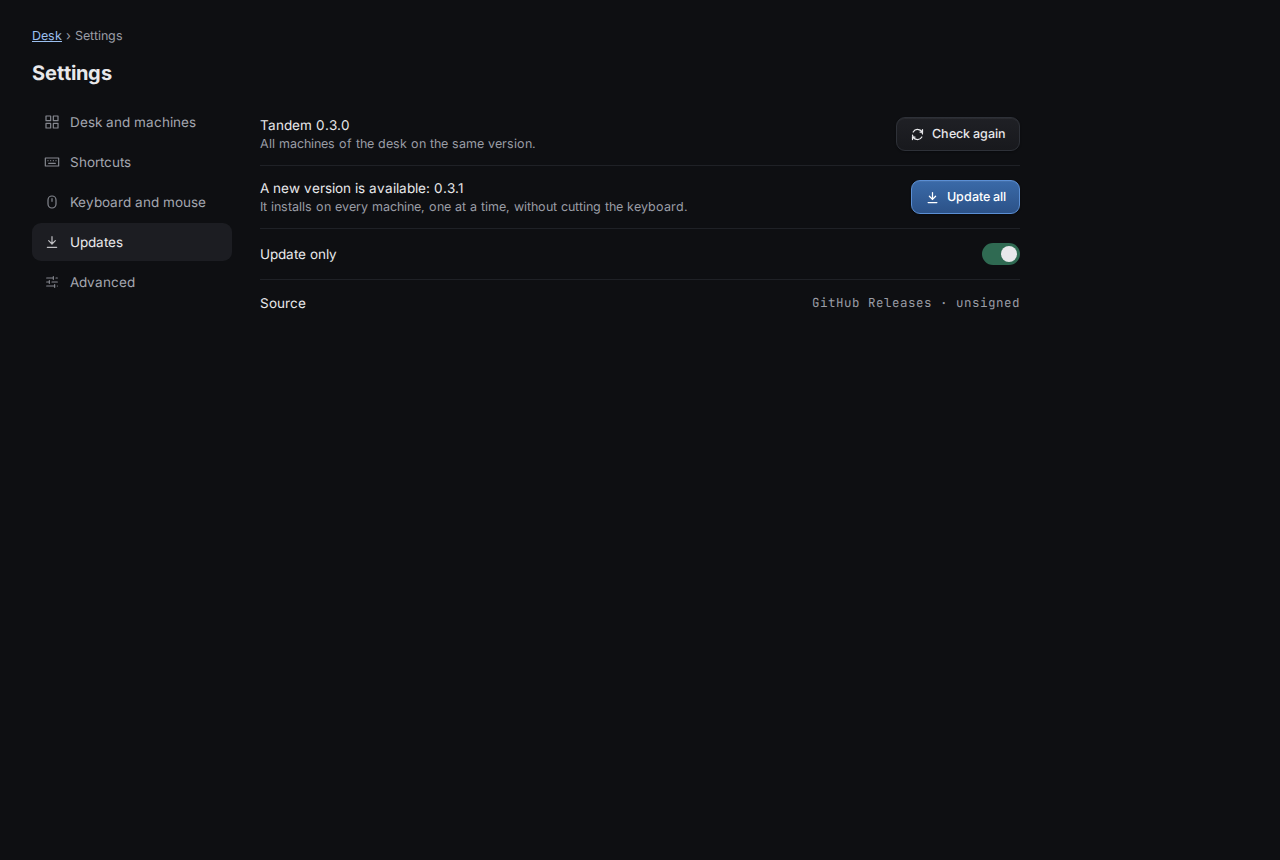 Desk › Settings
Settings
Desk and machines
Shortcuts
Keyboard and mouse
Updates
Advanced
Tandem 0.3.0
All machines of the desk on the same version.
Check again
A new version is available: 0.3.1
It installs on every machine, one at a time, without cutting the keyboard.
Update all
Update only
Source
GitHub Releases · unsigned